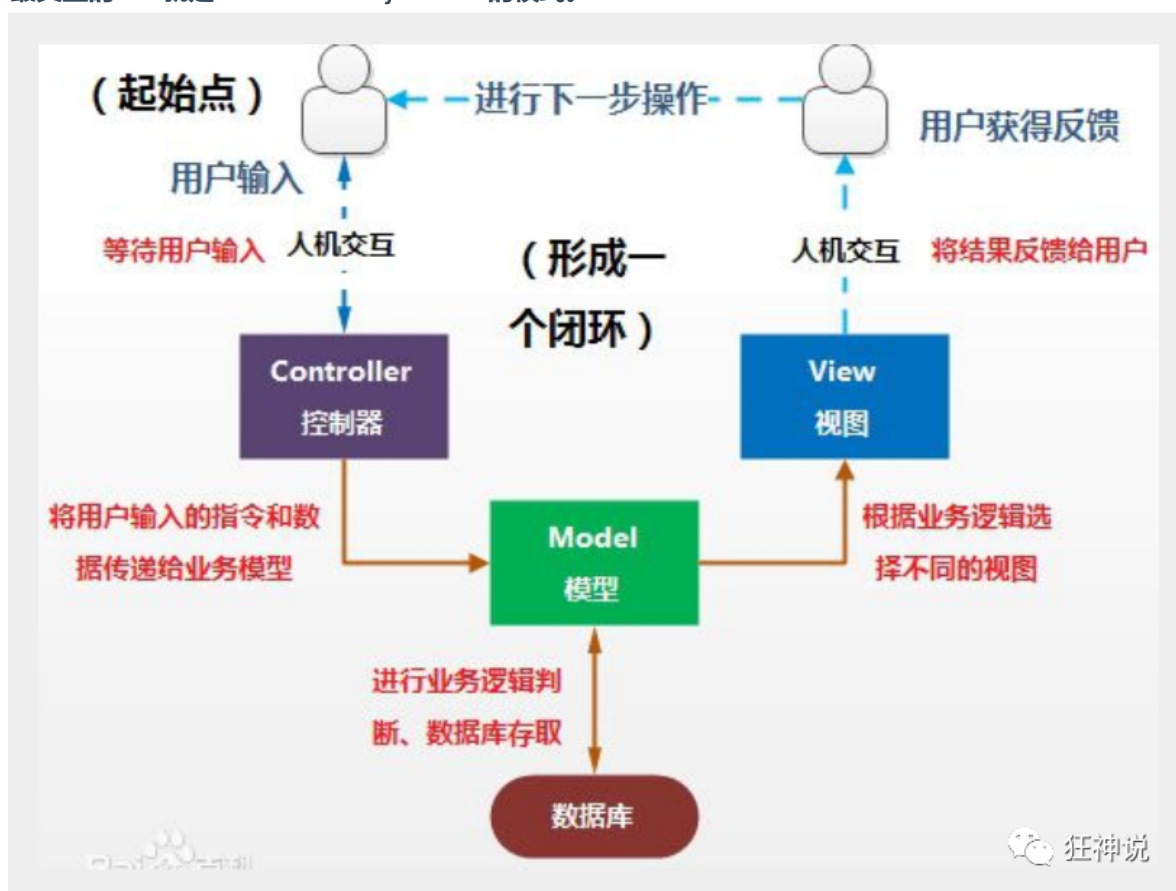 （起始点）
进行下一步操作
用户获得反馈
用户输入
等待用户输入
人机交互
（形成一
个闭环）
人机交互
将结果反馈给用户
Controller
控制器
View
视图
将用户输入的指令和数
据传递给业务模型
Model
模型
根据业务逻辑选
择不同的视图
进行业务逻辑判
断、数据库存取
数据库
狂神说